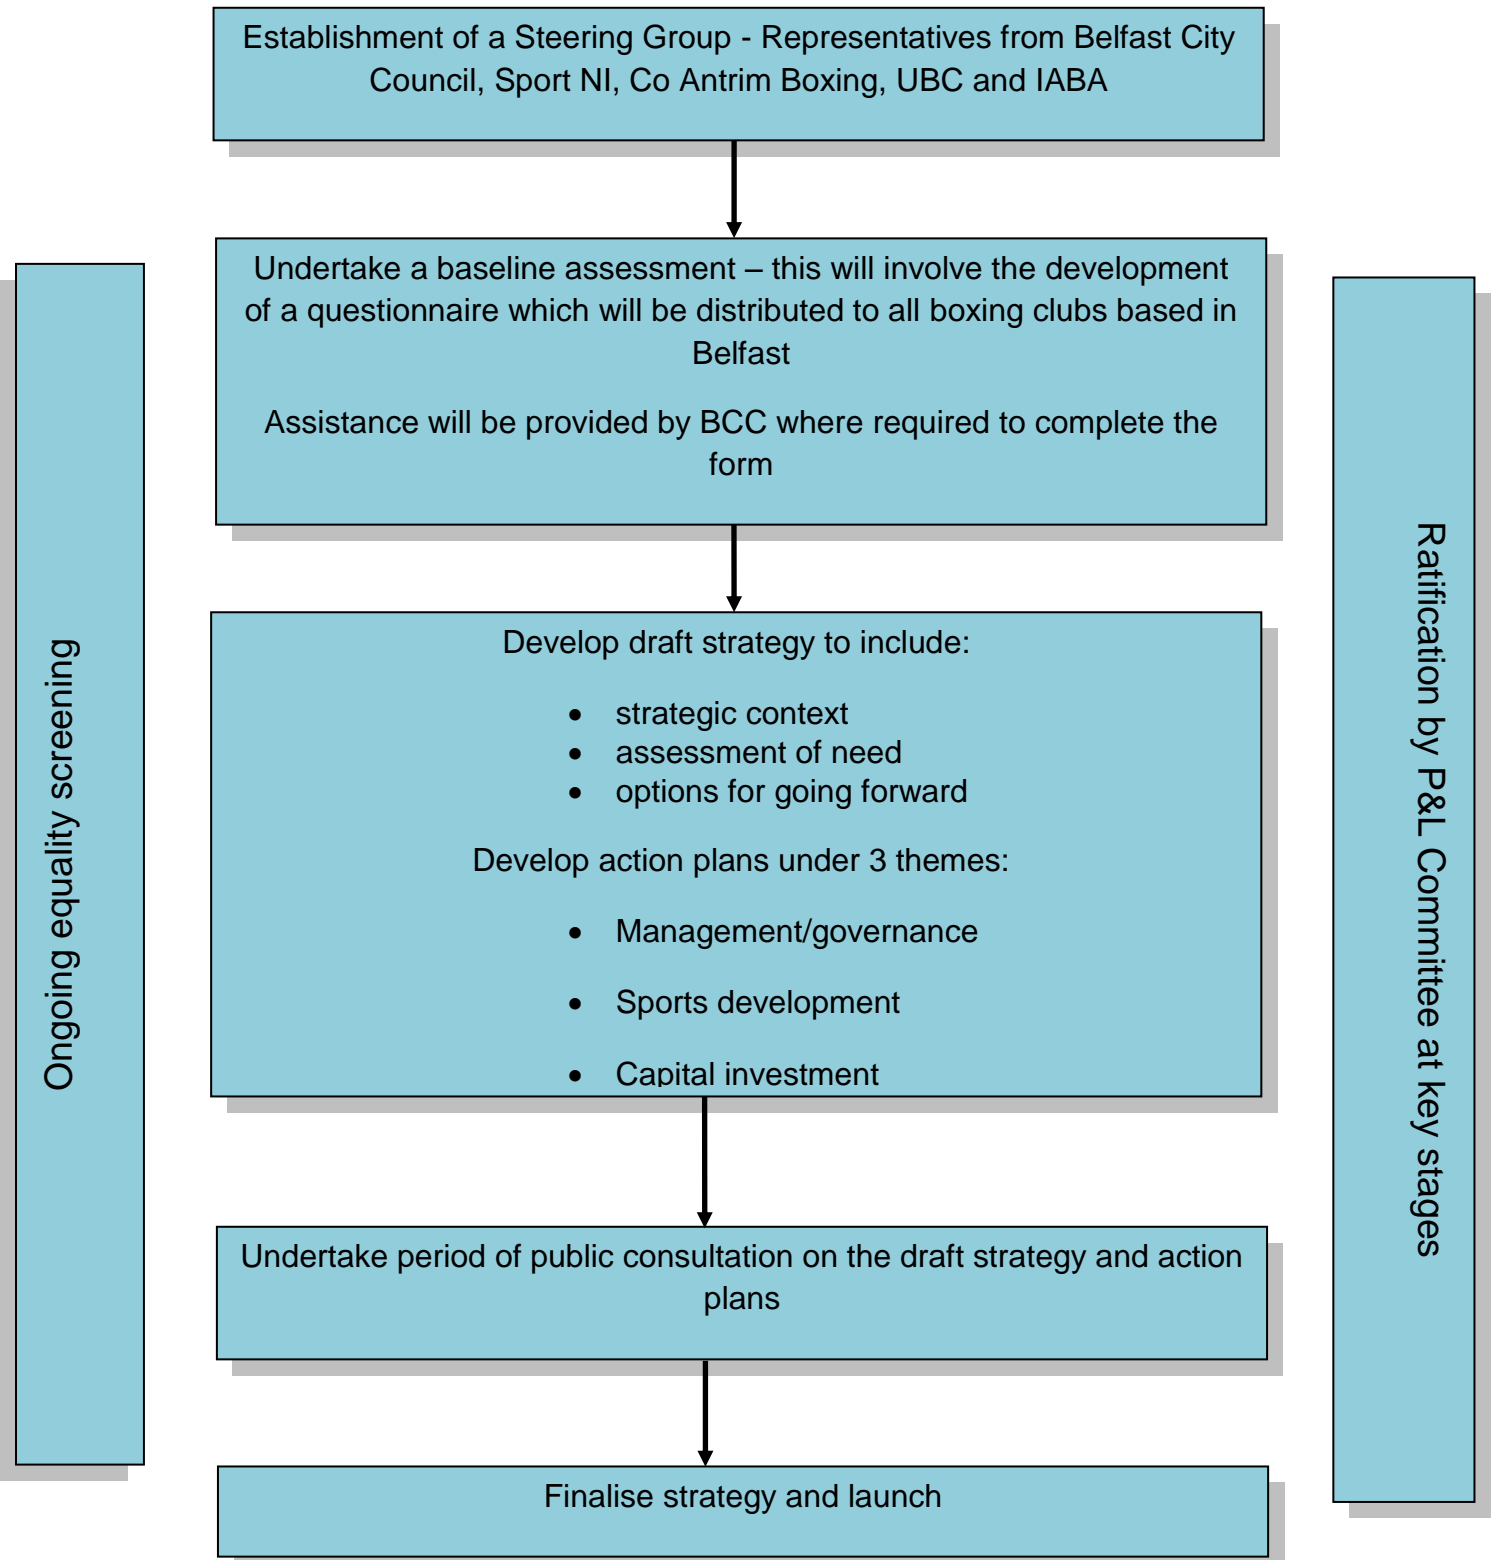 Establishment of a Steering Group - Representatives from Belfast City
Council, Sport NI, Co Antrim Boxing, UBC and IABA
Undertake a baseline assessment – this will involve the development
of a questionnaire which will be distributed to all boxing clubs based in
Belfast
Assistance will be provided by BCC where required to complete the
form
Develop draft strategy to include:
• strategic context
• assessment of need
• options for going forward
Develop action plans under 3 themes:
• Management/governance
• Sports development
• Capital investment
Undertake period of public consultation on the draft strategy and action
plans
Finalise strategy and launch
Ongoing equality screening
Ratification by P&L Committee at key stages